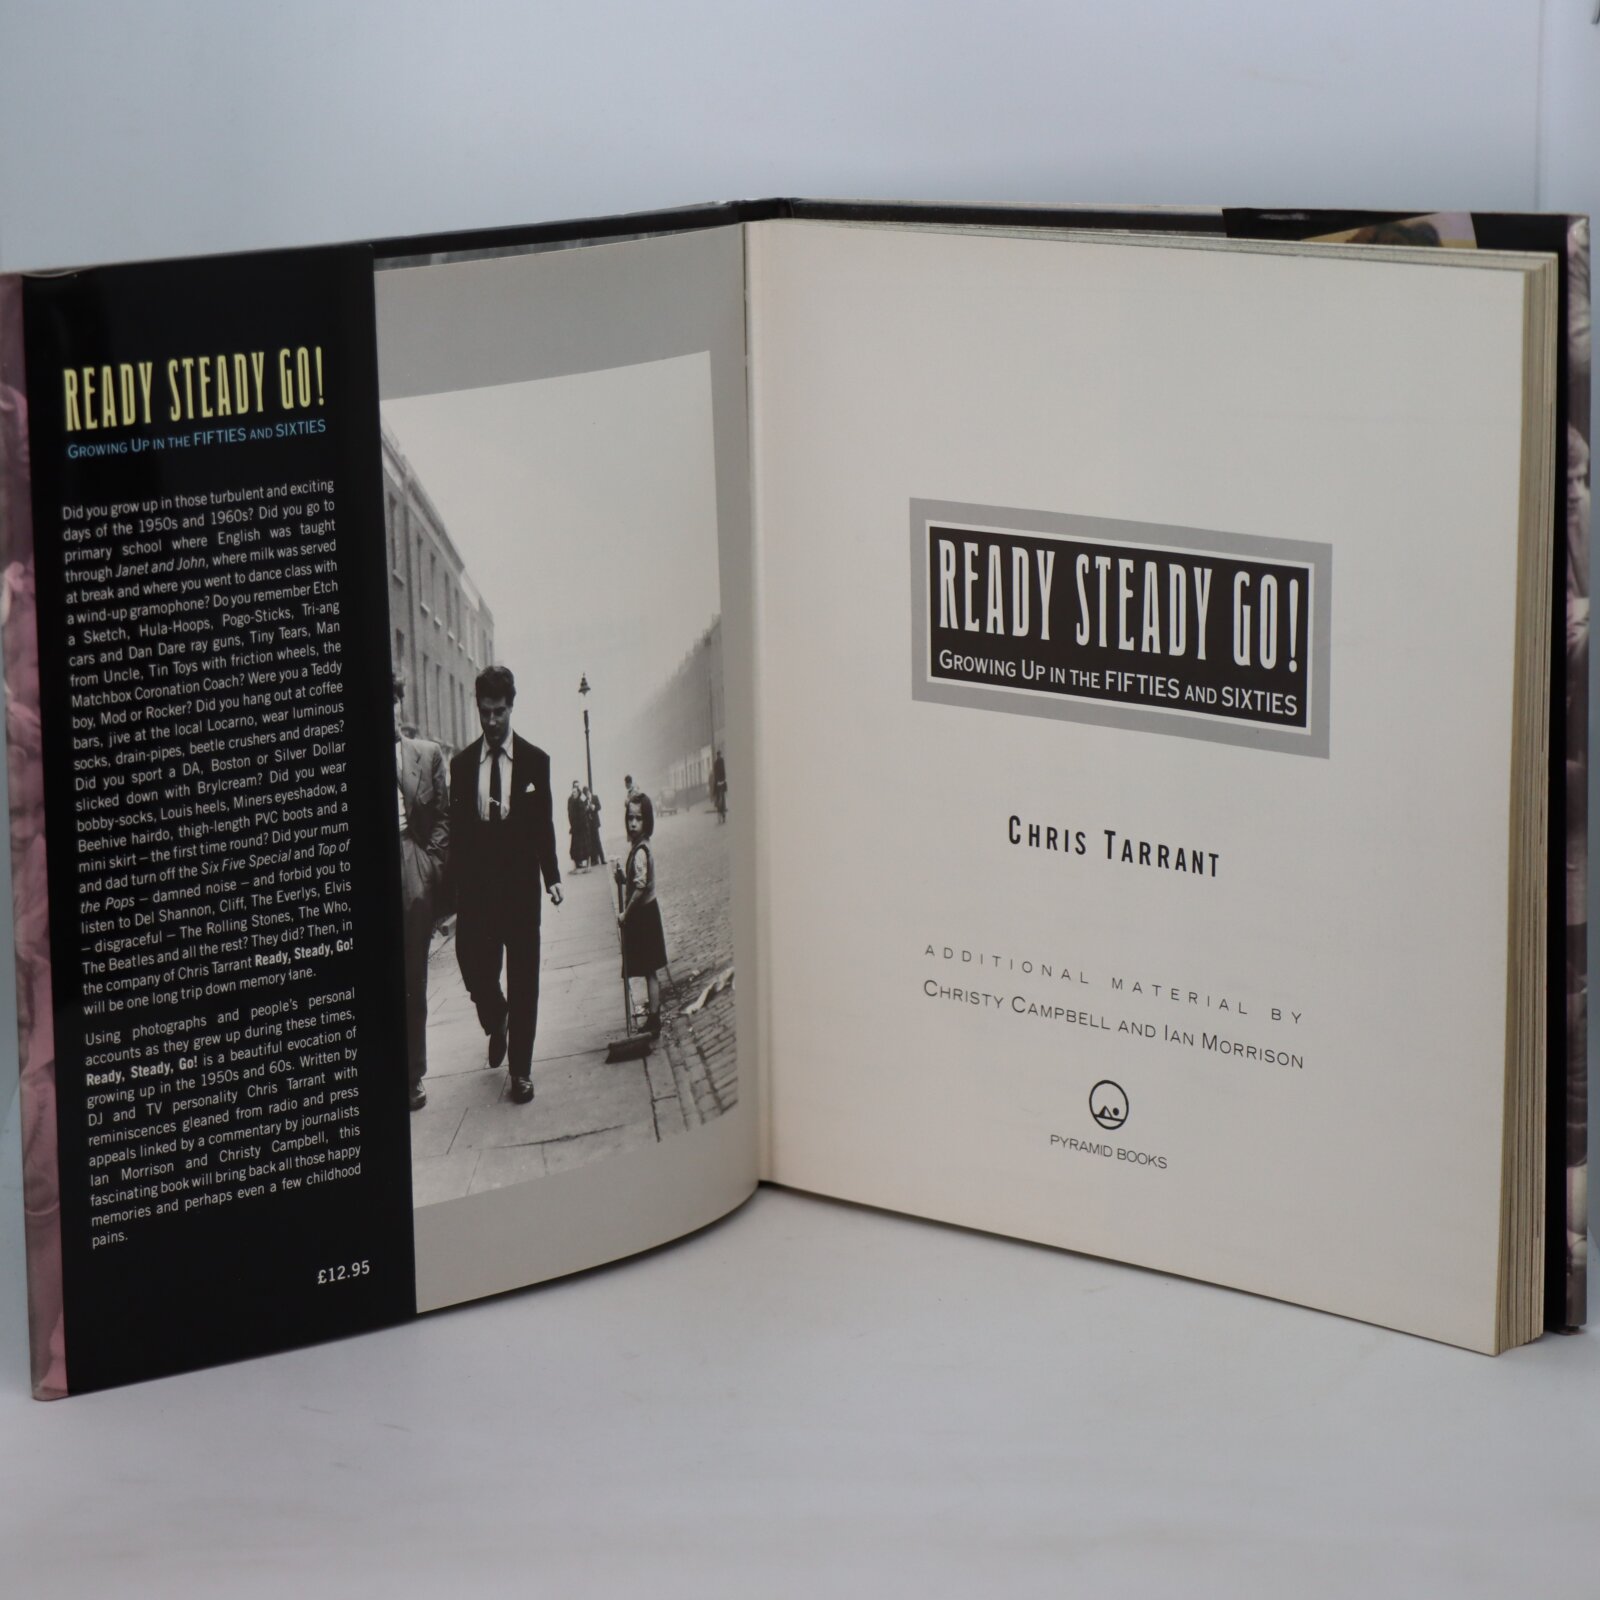 READY STEADY GO!
GROWING UP IN THE FIFTIES AND SIXTIES
Did you grow up in those turbulent and exciting
days of the 1950s and 1960s? Did you go to
primary school where English was taught
through Janet and John, where milk was served
at break and where you went to dance class with
a wind-up gramophone? Do you remember Etch
a Sketch, Hula-Hoops, Pogo-Sticks, Tri-ang
cars and Dan Dare ray guns, Tiny Tears, Man
from Uncle, Tin Toys with friction wheels, the
Matchbox Coronation Coach? Were you a Teddy
boy, Mod or Rocker? Did you hang out at coffee
bars, jive at the local Locarno, wear luminous
socks, drain-pipes, beetle crushers and drapes?
Did you sport a DA, Boston or Silver Dollar
slicked down with Brylcream? Did you wear
bobby-socks, Louis heels, Miners eyeshadow, a
Beehive hairdo, thigh-length PVC boots and a
mini skirt – the first time round? Did your mum
and dad turn off the Six Five Special and Top of
the Pops – damned noise – and forbid you to
listen to Del Shannon, Cliff, The Everlys, Elvis
– disgraceful – The Rolling Stones, The Who,
The Beatles and all the rest? They did? Then, in
the company of Chris Tarrant Ready, Steady, Go!
will be one long trip down memory lane.
Using photographs and people's personal
accounts as they grew up during these times,
Ready, Steady, Go! is a beautiful evocation of
growing up in the 1950s and 60s. Written by
DJ and TV personality Chris Tarrant with
reminiscences gleaned from radio and press
appeals linked by a commentary by journalists
Ian Morrison and Christy Campbell, this
fascinating book will bring back all those happy
memories and perhaps even a few childhood
pains.
£12.95
READY STEADY GO!
GROWING UP IN THE FIFTIES AND SIXTIES
CHRIS TARRANT
ADDITIONAL MATERIAL BY
CHRISTY CAMPBELL AND IAN MORRISON
PYRAMID BOOKS